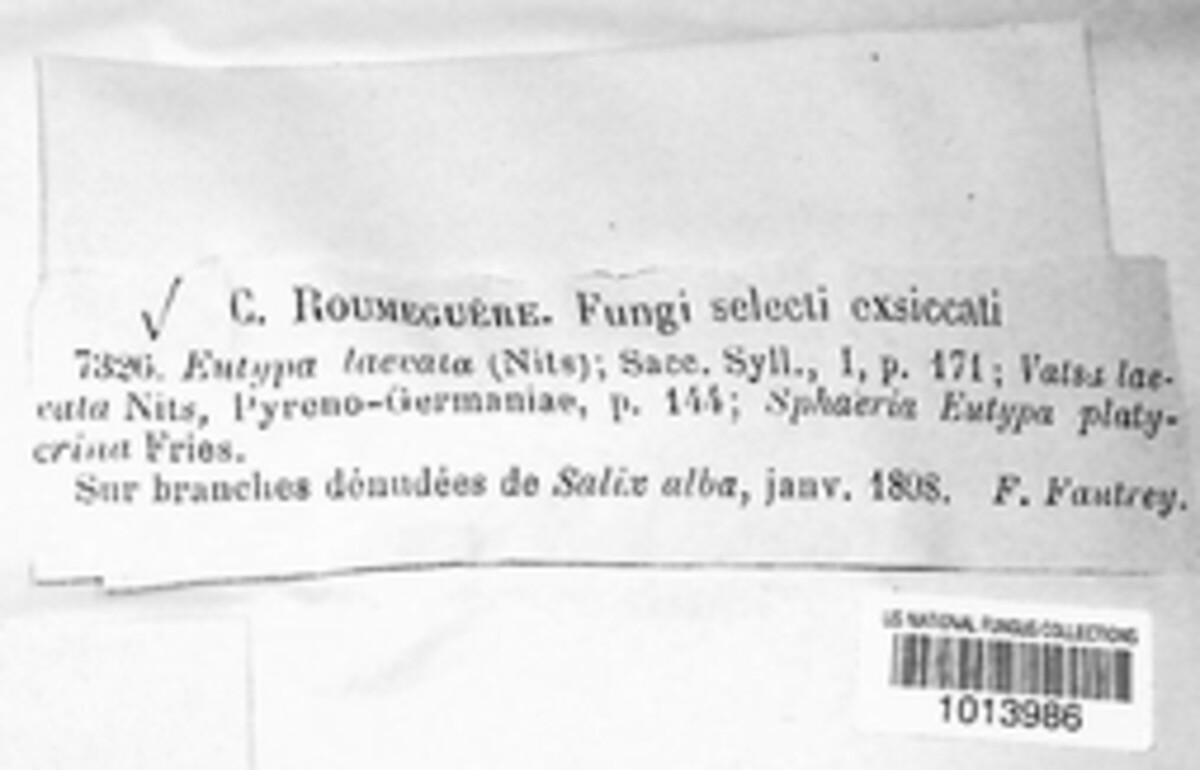 √ C. ROUMEGUÈRE. Fungi selecti exsiccati
7326. Eutypa laevata (Nits); Sacc. Syll., I, p. 171; Valsa lae-
vata Nits, Pyreno-Germaniae, p. 144; Sphaeria Eutypa platy-
crina Fries.
Sur branches dénudées de Salix alba, janv. 1898. F. Fautrey.
US NATIONAL FUNGUS COLLECTIONS
1013986